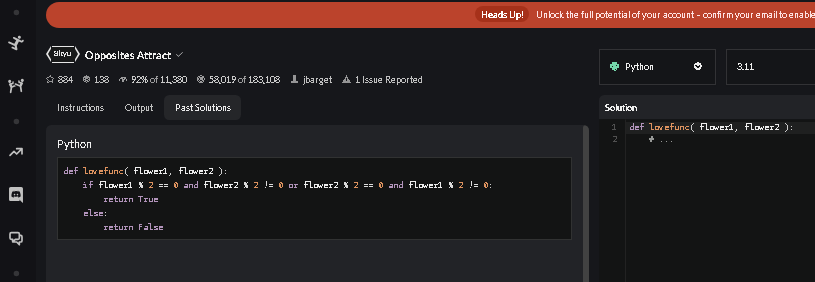 Heads Up! Unlock the full potential of your account - confirm your email to enable
8kyu Opposites Attract
884 138 92% of 11,380 58,019 of 183,108 jbarget 1 Issue Reported
Instructions Output Past Solutions
Python
def lovefunc( flower1, flower2 ):
if flower1 % 2 == 0 and flower2 % 2 != 0 or flower2 % 2 == 0 and flower1 % 2 != 0:
return True
else:
return False
Python 3.11
Solution
1 def lovefunc( flower1, flower2 ):
2 # ...